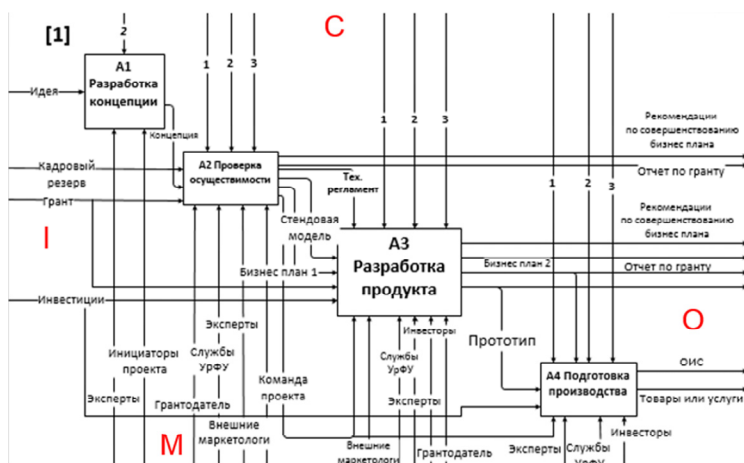 [1]
2
C
A1
Разработка
концепции
Идея
1
2
3
1
2
3
1
2
3
Концепция
Рекомендации
по совершенствованию
бизнес плана
Отчет по гранту
Кадровый
резерв
Грант
A2 Проверка
осуществимости
Тех.
регламент
I
Стендовая
модель
A3
Разработка
продукта
Рекомендации
по совершенствованию
бизнес плана
Бизнес план 1
Бизнес план 2
Отчет по гранту
Инвестиции
O
Эксперты
Инвесторы
Прототип
Инициаторы
проекта
Службы
УрФУ
Команда
проекта
Службы
УрФУ
Эксперты
A4 Подготовка
производства
ОИС
Товары или услуги
Эксперты
Грантодатель
Внешние
маркетологи
M
Внешние
маркетологи
Грантодатель
Эксперты
Службы
УрФУ
Инвесторы